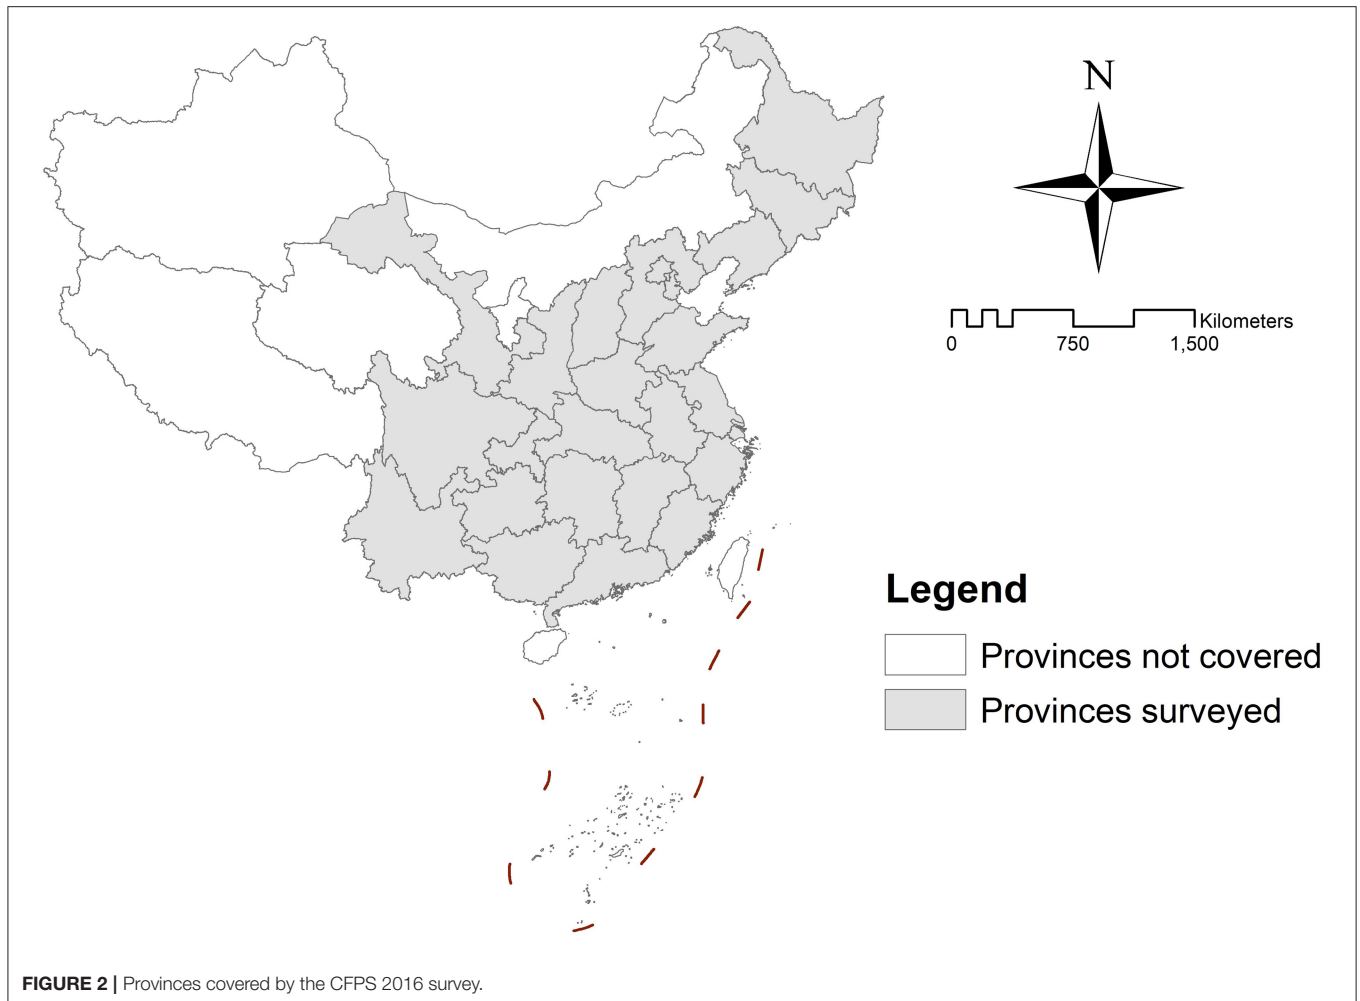 N
Kilometers
0 750 1,500
Legend
Provinces not covered
Provinces surveyed
FIGURE 2 | Provinces covered by the CFPS 2016 survey.